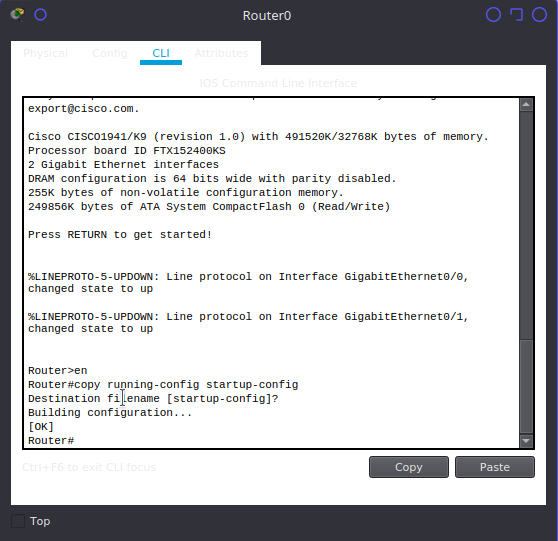 Router0
Physical Config CLI Attributes
IOS Command Line Interface
export@cisco.com.
Cisco CISCO1941/K9 (revision 1.0) with 491520K/32768K bytes of memory.
Processor board ID FTX152400KS
2 Gigabit Ethernet interfaces
DRAM configuration is 64 bits wide with parity disabled.
255K bytes of non-volatile configuration memory.
249856K bytes of ATA System CompactFlash 0 (Read/Write)
Press RETURN to get started!
%LINEPROTO-5-UPDOWN: Line protocol on Interface GigabitEthernet0/0,
changed state to up
%LINEPROTO-5-UPDOWN: Line protocol on Interface GigabitEthernet0/1,
changed state to up
Router>en
Router#copy running-config startup-config
Destination filename [startup-config]?
Building configuration...
[OK]
Router#
Ctrl+F6 to exit CLI focus
Copy Paste
Top